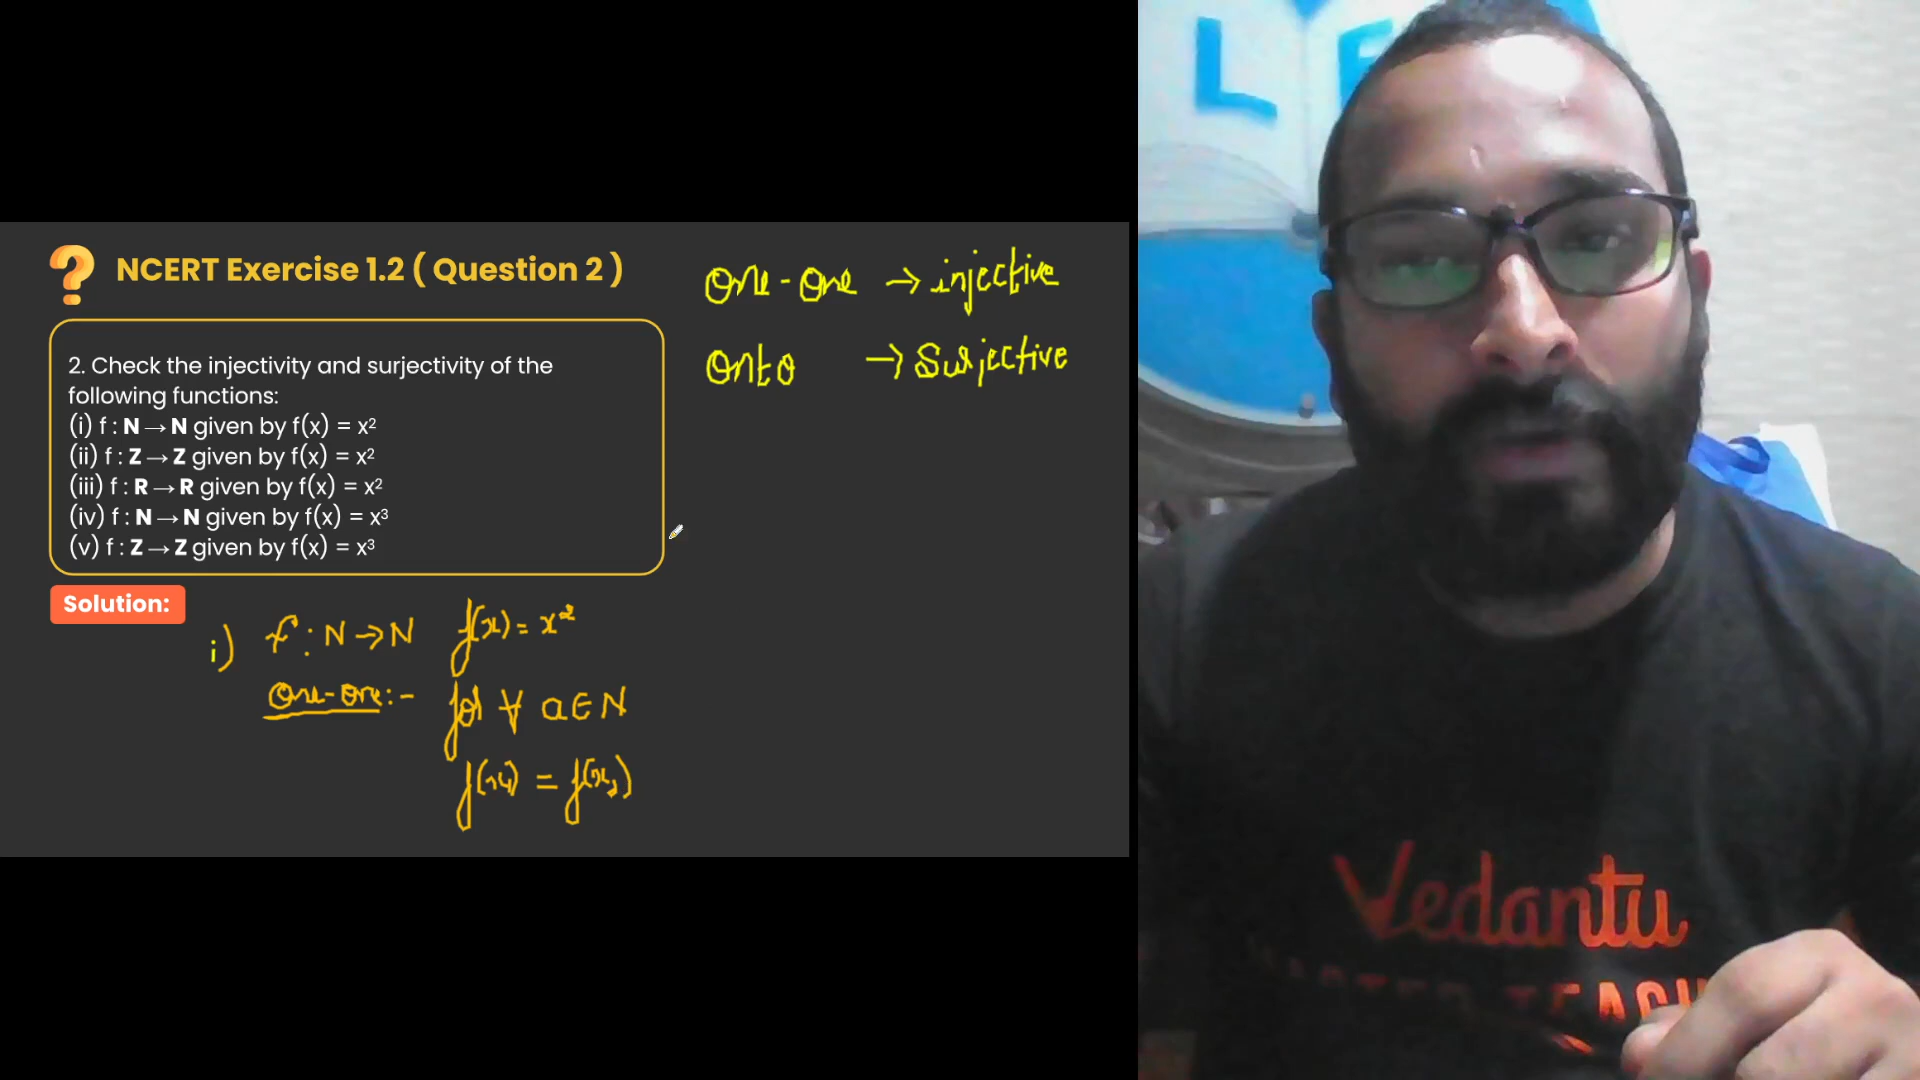 NCERT Exercise 1.2 ( Question 2 )
2. Check the injectivity and surjectivity of the
following functions:
(i) f : N → N given by f(x) = x²
(ii) f : Z → Z given by f(x) = x²
(iii) f : R → R given by f(x) = x²
(iv) f : N → N given by f(x) = x³
(v) f : Z → Z given by f(x) = x³
one-one → injective
onto → Surjective
Solution:
i) f : N → N f(x) = x²
one-one:- for ∀ a ∈ N
f(x₁) = f(x₂)
L E
Vedantu
MASTER TEACH